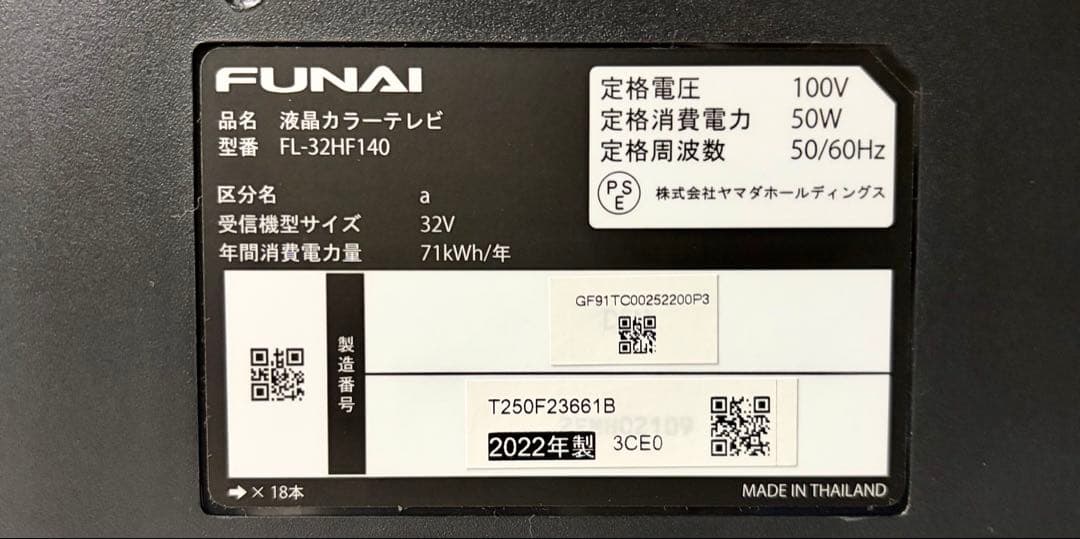 FUNAI
品名 液晶カラーテレビ
型番 FL-32HF140
区分名 a
受信機型サイズ 32V
年間消費電力量 71kWh/年
定格電圧 100V
定格消費電力 50W
定格周波数 50/60Hz
PSE 株式会社ヤマダホールディングス
製造番号
GF91TC00252200P3
T250F23661B
2022年製 3CE0
➡ × 18本
MADE IN THAILAND